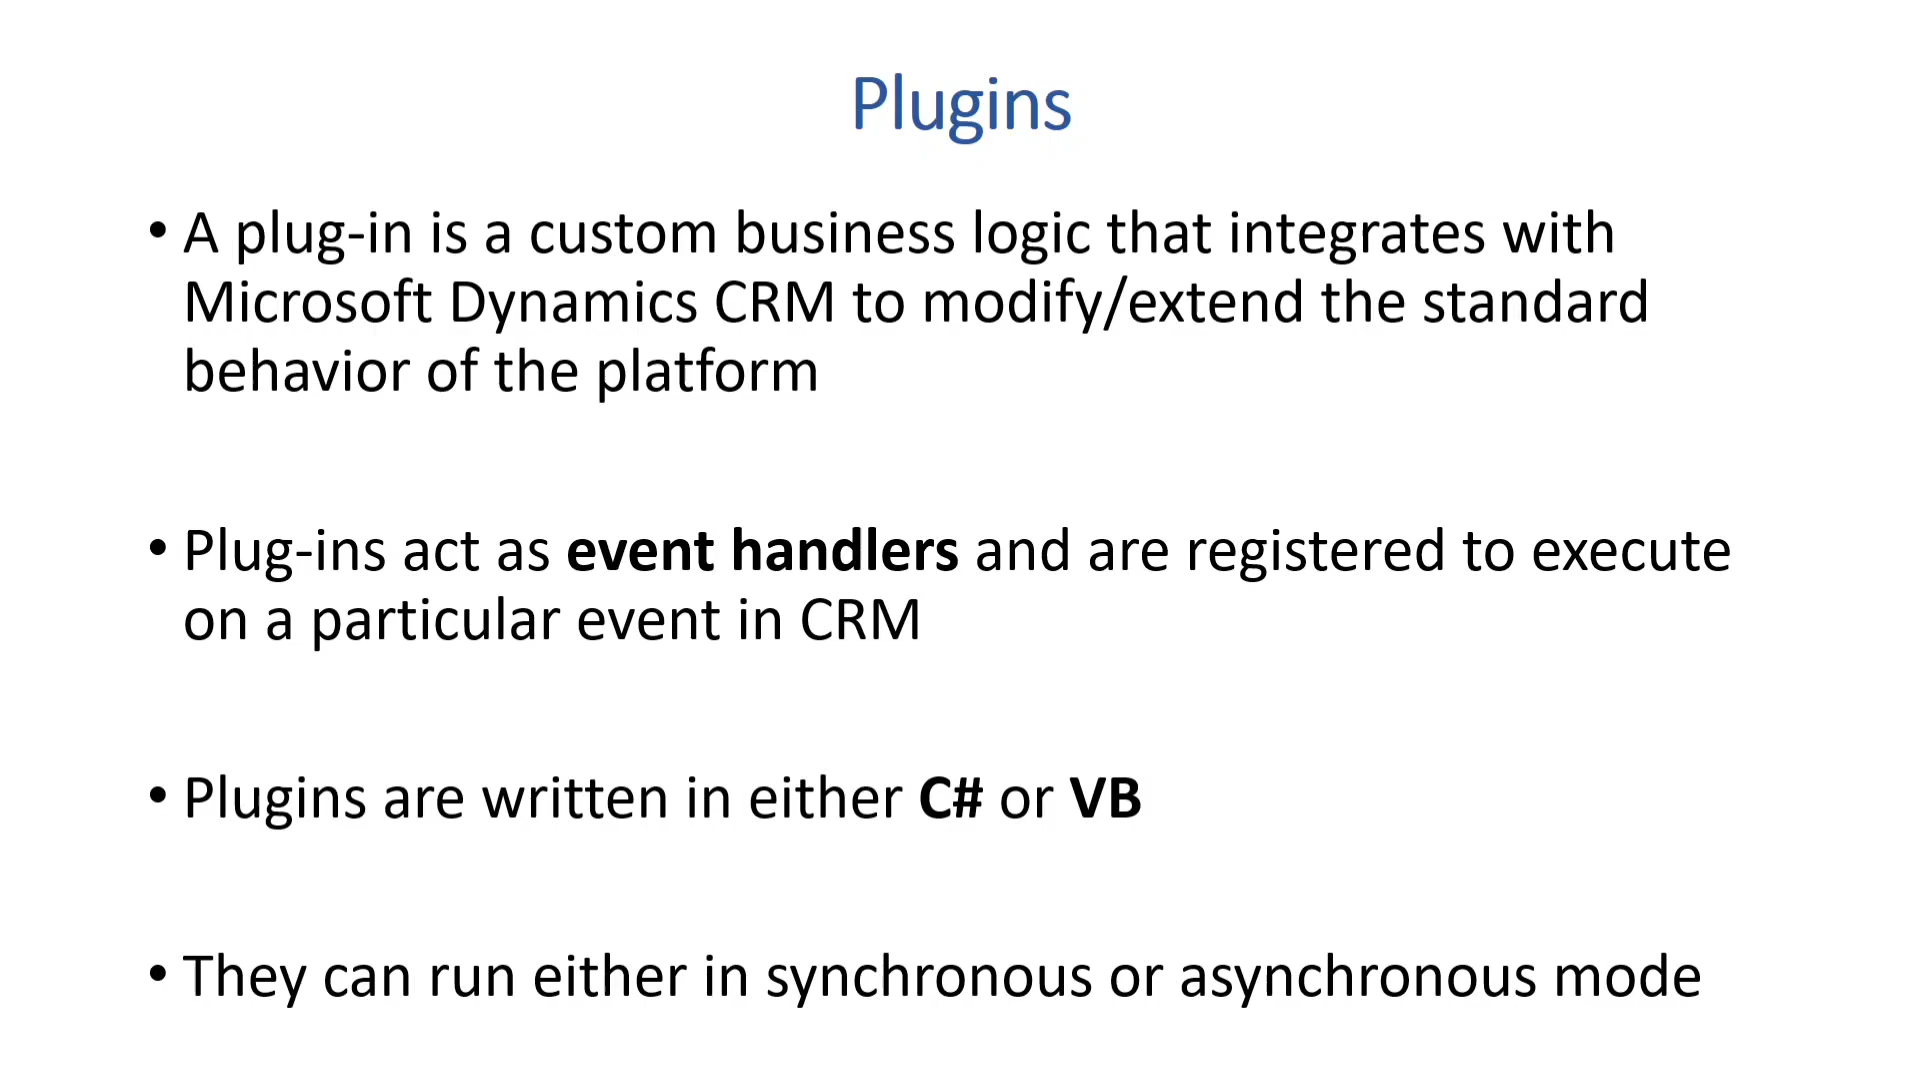 Plugins
• A plug-in is a custom business logic that integrates with
Microsoft Dynamics CRM to modify/extend the standard
behavior of the platform
• Plug-ins act as event handlers and are registered to execute
on a particular event in CRM
• Plugins are written in either C# or VB
• They can run either in synchronous or asynchronous mode